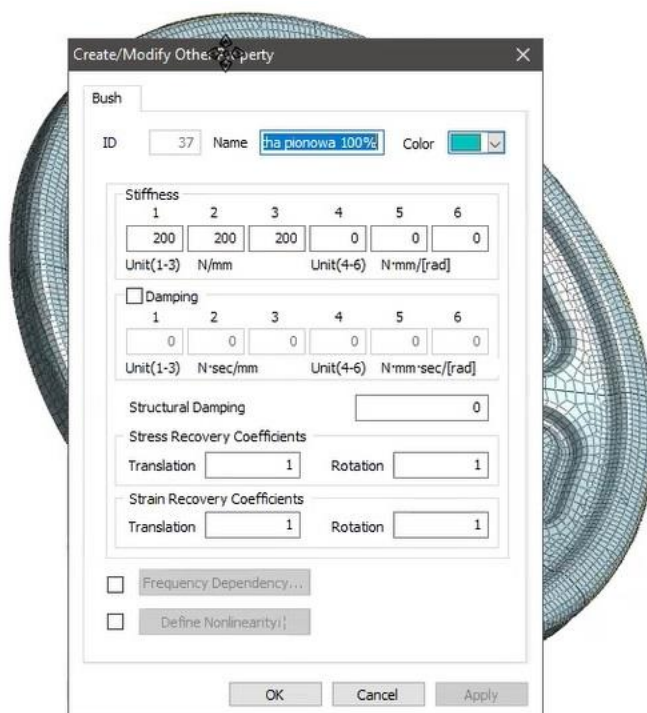 Create/Modify Other Property
Bush
ID 37 Name cha pionowa 100% Color
Stiffness
1 2 3 4 5 6
200 200 200 0 0 0
Unit(1-3) N/mm Unit(4-6) N·mm/[rad]
Damping
1 2 3 4 5 6
0 0 0 0 0 0
Unit(1-3) N·sec/mm Unit(4-6) N·mm·sec/[rad]
Structural Damping 0
Stress Recovery Coefficients
Translation 1 Rotation 1
Strain Recovery Coefficients
Translation 1 Rotation 1
Frequency Dependency...
Define Nonlinearity
OK Cancel Apply